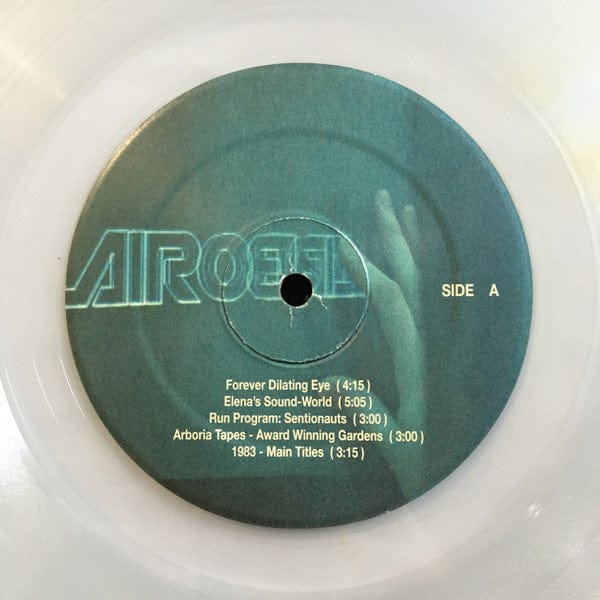 SIDE A
Forever Dilating Eye ( 4:15 )
Elena's Sound-World ( 5:05 )
Run Program: Sentionauts ( 3:00 )
Arboria Tapes - Award Winning Gardens ( 3:00 )
1983 - Main Titles ( 3:15 )